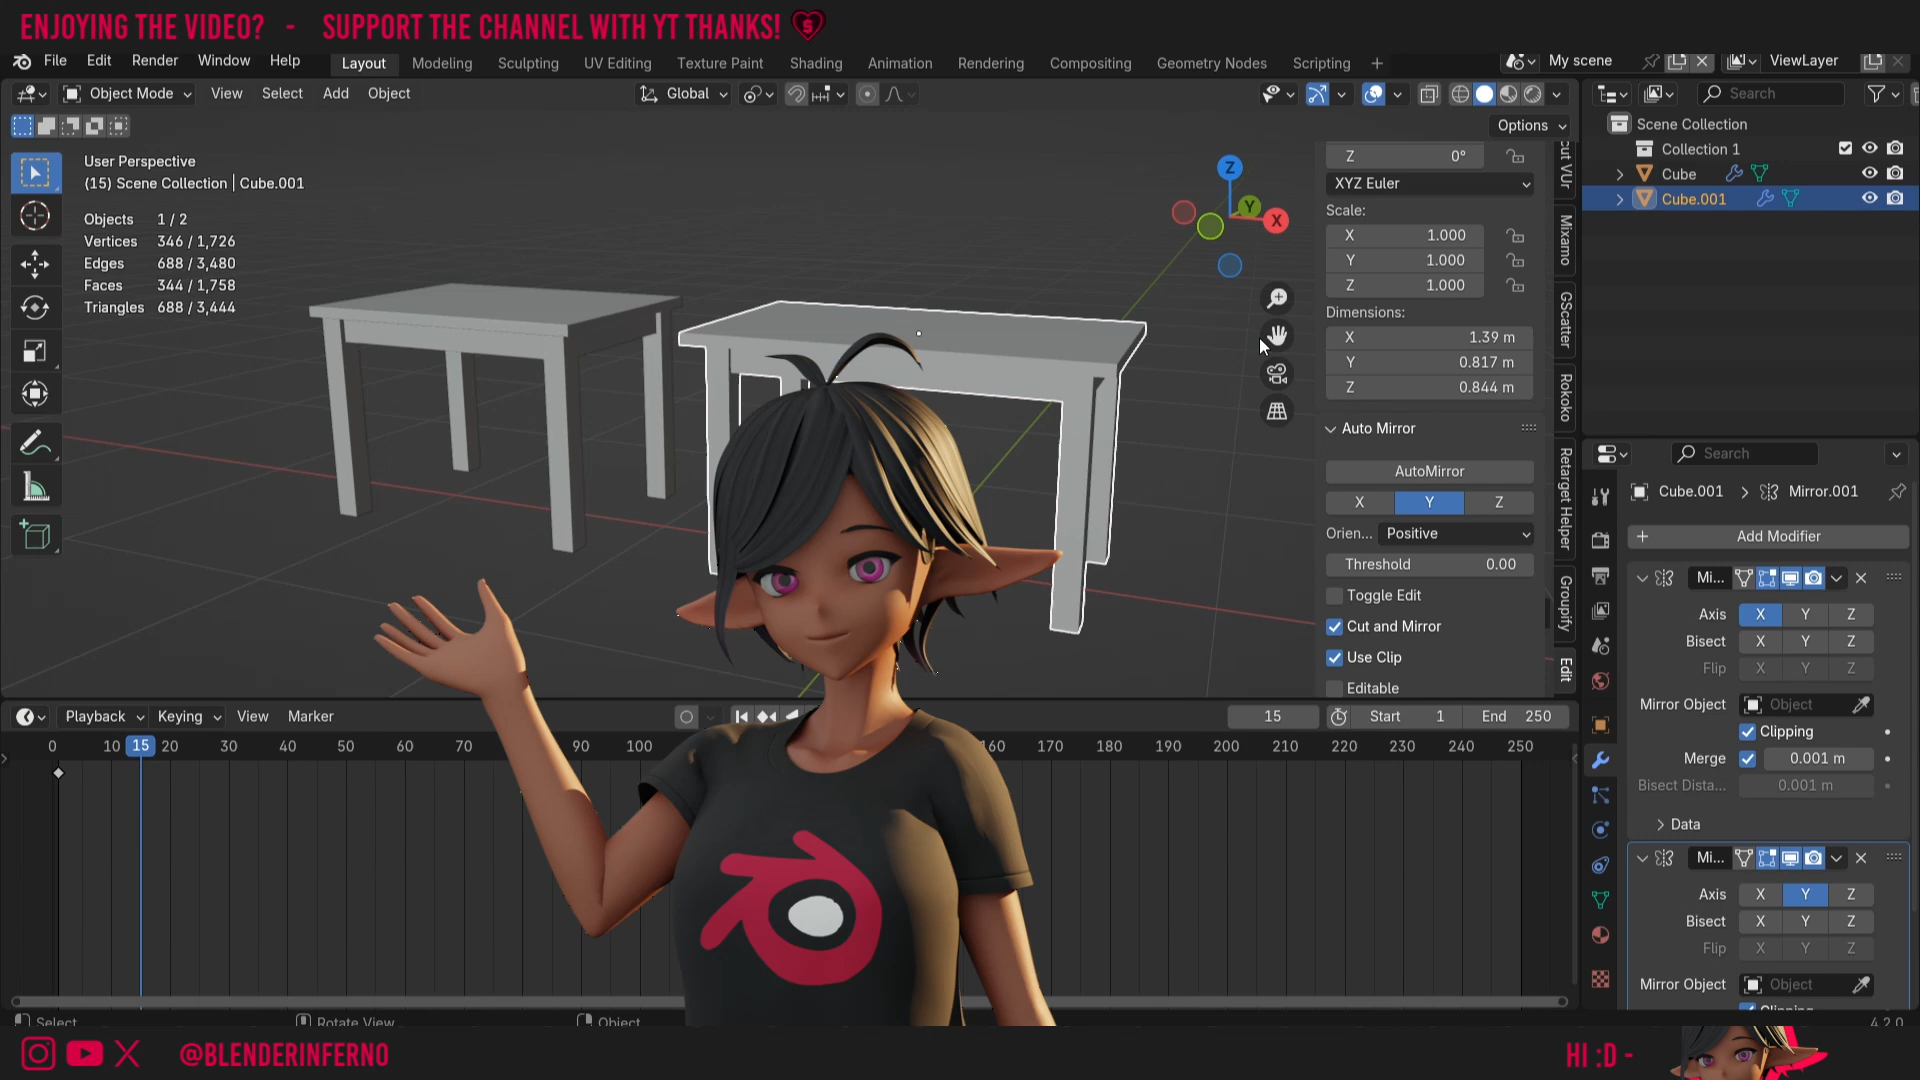 ENJOYING THE VIDEO? - SUPPORT THE CHANNEL WITH YT THANKS!
File Edit Render Window Help Layout Modeling Sculpting UV Editing Texture Paint Shading Animation Rendering Compositing Geometry Nodes Scripting + My scene ViewLayer
Object Mode View Select Add Object Global Search
Options
User Perspective
(15) Scene Collection | Cube.001
Objects 1 / 2
Vertices 346 / 1,726
Edges 688 / 3,480
Faces 344 / 1,758
Triangles 688 / 3,444
Z
Y
X
Z 0°
XYZ Euler
Scale:
X 1.000
Y 1.000
Z 1.000
Dimensions:
X 1.39 m
Y 0.817 m
Z 0.844 m
Auto Mirror
AutoMirror
X Y Z
Orien... Positive
Threshold 0.00
Toggle Edit
Cut and Mirror
Use Clip
Editable
Mixamo
GScatter
Rokoko
Retarget Helper
Groupify
Edit
Scene Collection
Collection 1
Cube
Cube.001
Search
Cube.001 > Mirror.001
+ Add Modifier
Mi...
Axis X Y Z
Bisect X Y Z
Flip X Y Z
Mirror Object Object
Clipping
Merge 0.001 m
Bisect Dista... 0.001 m
Data
Mi...
Axis X Y Z
Bisect X Y Z
Flip X Y Z
Mirror Object Object
Clipping
Playback Keying View Marker 15 Start 1 End 250
0 10 15 20 30 40 50 60 70 80 90 100 160 170 180 190 200 210 220 230 240 250
Select Rotate View Object 4.2.0
@BLENDERINFERNO
HI :D -